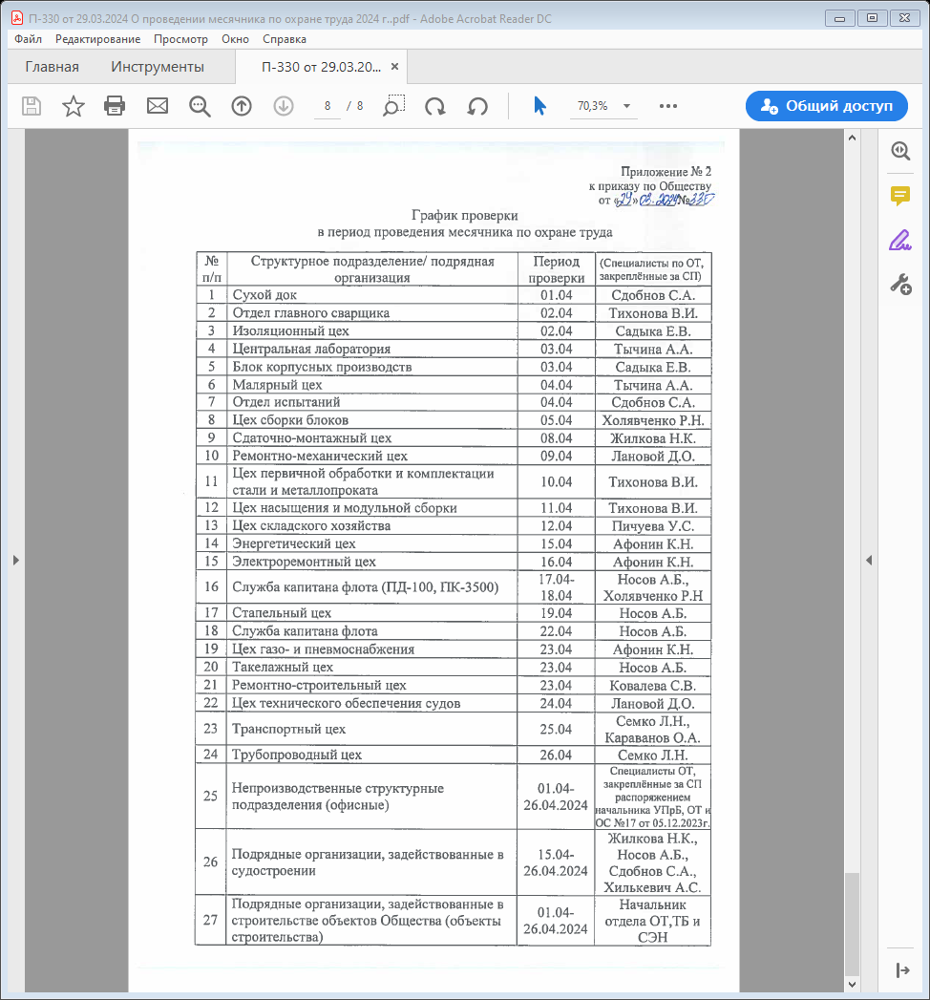 П-330 от 29.03.2024 О проведении месячника по охране труда 2024 г..pdf - Adobe Acrobat Reader DC
Файл Редактирование Просмотр Окно Справка
Главная Инструменты П-330 от 29.03.20... ×
8 / 8 70,3% Общий доступ
Приложение № 2
к приказу по Обществу
от «29» 03. 2024 № 330
График проверки
в период проведения месячника по охране труда
№ п/п Структурное подразделение/ подрядная организация Период проверки (Специалисты по ОТ, закреплённые за СП)
1 Сухой док 01.04 Сдобнов С.А.
2 Отдел главного сварщика 02.04 Тихонова В.И.
3 Изоляционный цех 02.04 Садыка Е.В.
4 Центральная лаборатория 03.04 Тычина А.А.
5 Блок корпусных производств 03.04 Садыка Е.В.
6 Малярный цех 04.04 Тычина А.А.
7 Отдел испытаний 04.04 Сдобнов С.А.
8 Цех сборки блоков 05.04 Холявченко Р.Н.
9 Сдаточно-монтажный цех 08.04 Жилкова Н.К.
10 Ремонтно-механический цех 09.04 Лановой Д.О.
11 Цех первичной обработки и комплектации стали и металлопроката 10.04 Тихонова В.И.
12 Цех насыщения и модульной сборки 11.04 Тихонова В.И.
13 Цех складского хозяйства 12.04 Пичуева У.С.
14 Энергетический цех 15.04 Афонин К.Н.
15 Электроремонтный цех 16.04 Афонин К.Н.
16 Служба капитана флота (ПД-100, ПК-3500) 17.04-18.04 Носов А.Б., Холявченко Р.Н
17 Стапельный цех 19.04 Носов А.Б.
18 Служба капитана флота 22.04 Носов А.Б.
19 Цех газо- и пневмоснабжения 23.04 Афонин К.Н.
20 Такелажный цех 23.04 Носов А.Б.
21 Ремонтно-строительный цех 23.04 Ковалева С.В.
22 Цех технического обеспечения судов 24.04 Лановой Д.О.
23 Транспортный цех 25.04 Семко Л.Н., Караванов О.А.
24 Трубопроводный цех 26.04 Семко Л.Н.
25 Непроизводственные структурные подразделения (офисные) 01.04-26.04.2024 Специалисты ОТ, закреплённые за СП распоряжением начальника УПрБ, ОТ и ОС №17 от 05.12.2023г.
26 Подрядные организации, задействованные в судостроении 15.04-26.04.2024 Жилкова Н.К., Носов А.Б., Сдобнов С.А., Хилькевич А.С.
27 Подрядные организации, задействованные в строительстве объектов Общества (объекты строительства) 01.04-26.04.2024 Начальник отдела ОТ,ТБ и СЭН